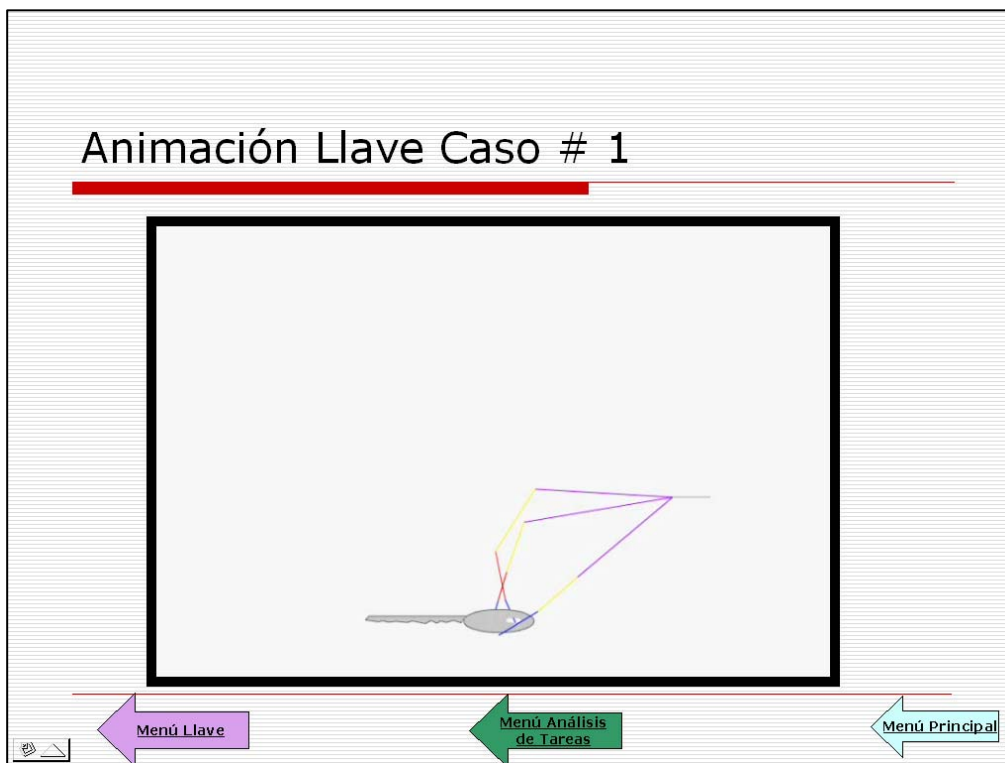 Animación Llave Caso # 1
Menú Llave
Menú Análisis
de Tareas
Menú Principal